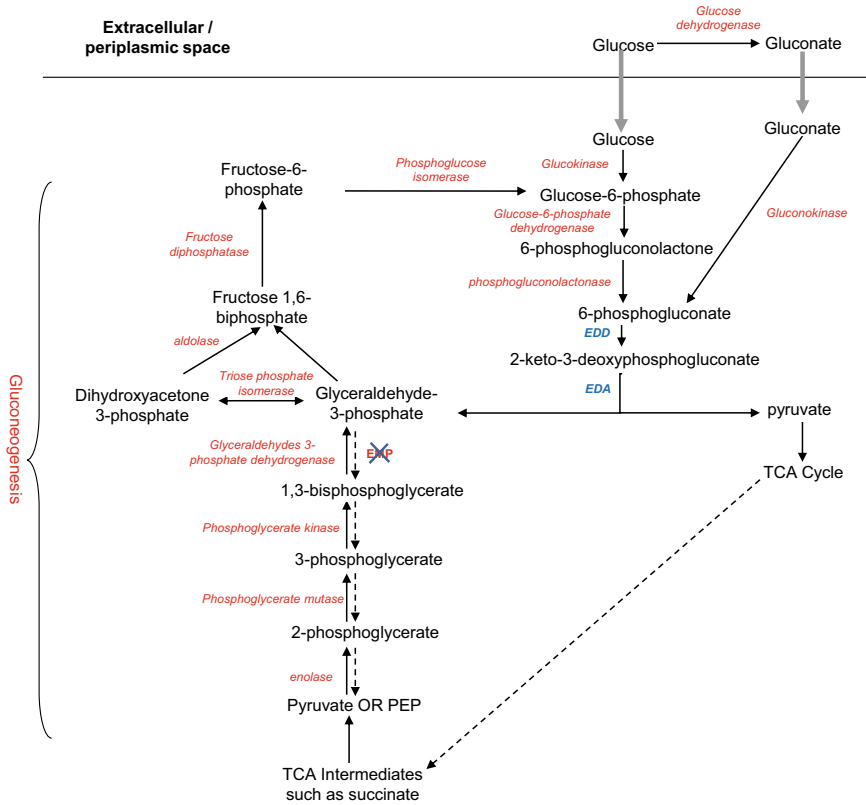 Extracellular /
periplasmic space
Glucose
dehydrogenase
Glucose
Gluconate
Glucose
Gluconate
Fructose-6-
phosphate
Phosphoglucose
isomerase
Glucokinase
Glucose-6-phosphate
Glucose-6-phosphate
dehydrogenase
Gluconokinase
6-phosphogluconolactone
Fructose
diphosphatase
phosphogluconolactonase
Fructose 1,6-
biphosphate
6-phosphogluconate
EDD
aldolase
2-keto-3-deoxyphosphogluconate
EDA
Triose phosphate
isomerase
Dihydroxyacetone
3-phosphate
Glyceraldehyde-
3-phosphate
pyruvate
Glyceraldehydes 3-
phosphate dehydrogenase
EMP
TCA Cycle
1,3-bisphosphoglycerate
Phosphoglycerate kinase
3-phosphoglycerate
Phosphoglycerate mutase
2-phosphoglycerate
enolase
Pyruvate OR PEP
TCA Intermediates
such as succinate
Gluconeogenesis